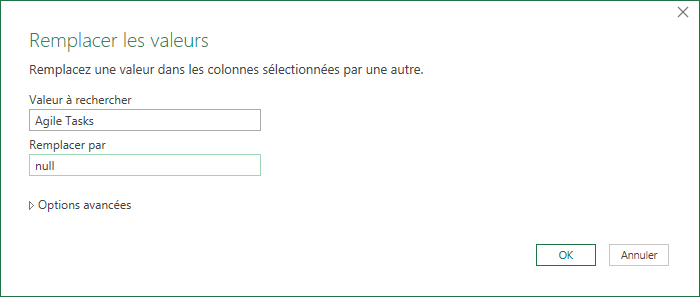 Remplacer les valeurs
Remplacez une valeur dans les colonnes sélectionnées par une autre.
Valeur à rechercher
Agile Tasks
Remplacer par
null
Options avancées
OK
Annuler